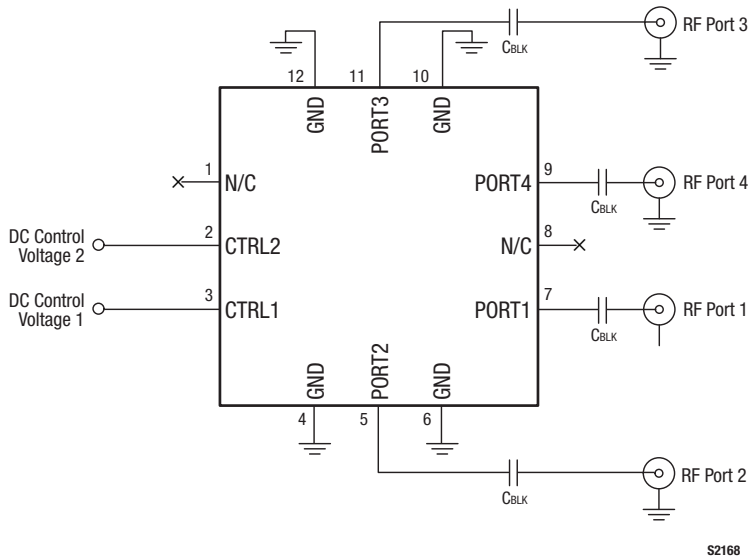 RF Port 3
CBLK
12
11
10
GND
PORT3
GND
1
N/C
9
PORT4
RF Port 4
CBLK
DC Control
Voltage 2
2
CTRL2
8
N/C
DC Control
Voltage 1
3
CTRL1
7
PORT1
RF Port 1
CBLK
GND
PORT2
GND
4
5
6
RF Port 2
CBLK
S2168